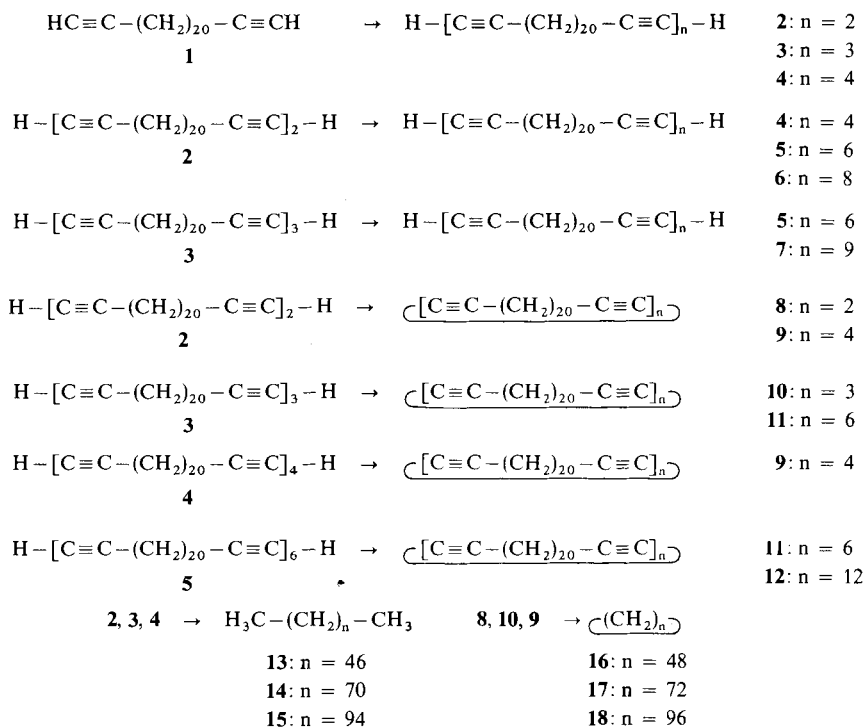 HC≡C−(CH₂)₂₀−C≡CH → H−[C≡C−(CH₂)₂₀−C≡C]ₙ−H 2: n = 2
1 3: n = 3
4: n = 4
H−[C≡C−(CH₂)₂₀−C≡C]₂−H → H−[C≡C−(CH₂)₂₀−C≡C]ₙ−H 4: n = 4
2 5: n = 6
6: n = 8
H−[C≡C−(CH₂)₂₀−C≡C]₃−H → H−[C≡C−(CH₂)₂₀−C≡C]ₙ−H 5: n = 6
3 7: n = 9
H−[C≡C−(CH₂)₂₀−C≡C]₂−H → [C≡C−(CH₂)₂₀−C≡C]ₙ 8: n = 2
2 9: n = 4
H−[C≡C−(CH₂)₂₀−C≡C]₃−H → [C≡C−(CH₂)₂₀−C≡C]ₙ 10: n = 3
3 11: n = 6
H−[C≡C−(CH₂)₂₀−C≡C]₄−H → [C≡C−(CH₂)₂₀−C≡C]ₙ 9: n = 4
4
H−[C≡C−(CH₂)₂₀−C≡C]₆−H → [C≡C−(CH₂)₂₀−C≡C]ₙ 11: n = 6
5 12: n = 12
2, 3, 4 → H₃C−(CH₂)ₙ−CH₃ 8, 10, 9 → (CH₂)ₙ
13: n = 46 16: n = 48
14: n = 70 17: n = 72
15: n = 94 18: n = 96